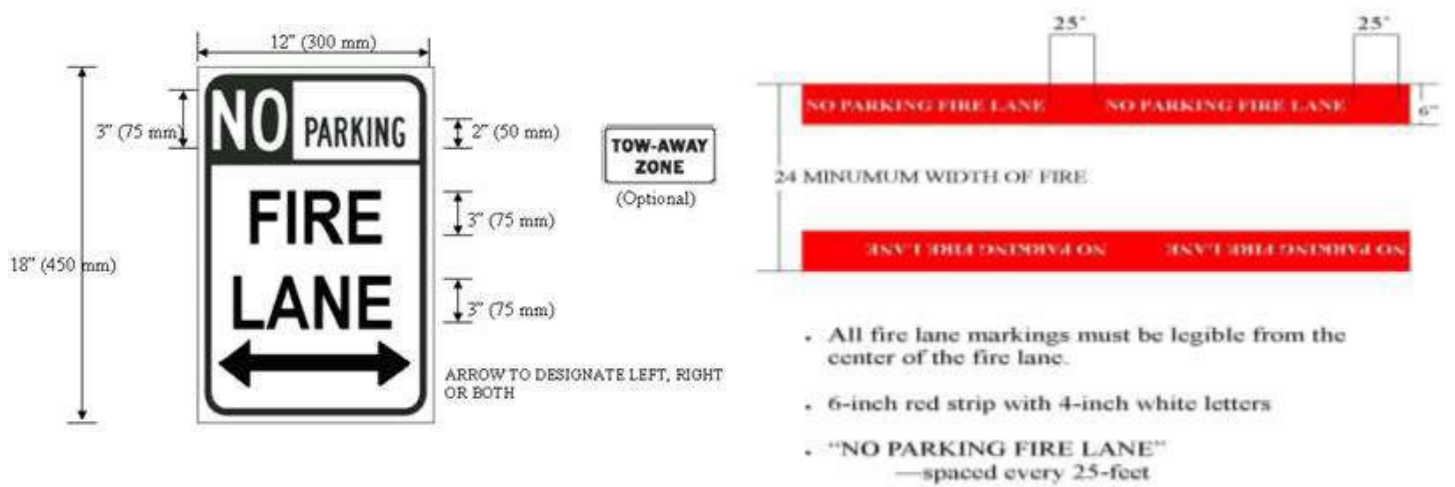 12" (300 mm)
NO PARKING
3" (75 mm)
2" (50 mm)
FIRE
3" (75 mm)
18" (450 mm)
LANE
3" (75 mm)
ARROW TO DESIGNATE LEFT, RIGHT
OR BOTH
TOW-AWAY
ZONE
(Optional)
25'
25'
NO PARKING FIRE LANE
NO PARKING FIRE LANE
6"
24 MINUMUM WIDTH OF FIRE
NO PARKING FIRE LANE
NO PARKING FIRE LANE
• All fire lane markings must be legible from the
center of the fire lane.
• 6-inch red strip with 4-inch white letters
• “NO PARKING FIRE LANE”
—spaced every 25-feet